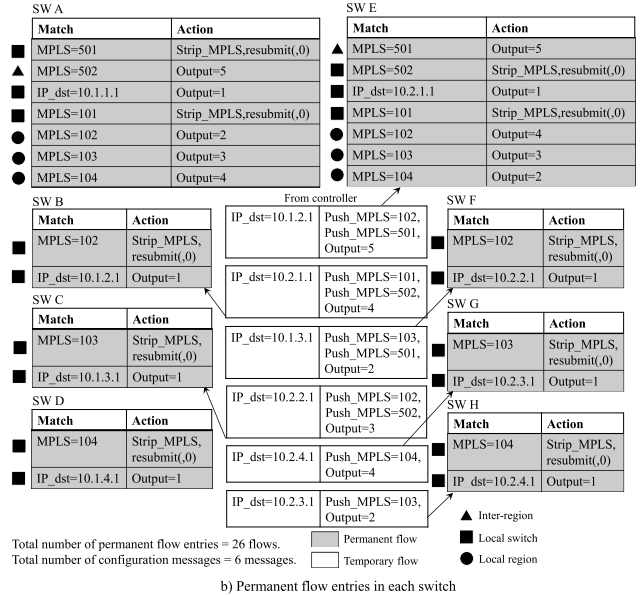 SW A
Match Action
MPLS=501 Strip_MPLS,resubmit(,0)
MPLS=502 Output=5
IP_dst=10.1.1.1 Output=1
MPLS=101 Strip_MPLS,resubmit(,0)
MPLS=102 Output=2
MPLS=103 Output=3
MPLS=104 Output=4
SW E
Match Action
MPLS=501 Output=5
MPLS=502 Strip_MPLS,resubmit(,0)
IP_dst=10.2.1.1 Output=1
MPLS=101 Strip_MPLS,resubmit(,0)
MPLS=102 Output=4
MPLS=103 Output=3
MPLS=104 Output=2
SW B
Match Action
MPLS=102 Strip_MPLS,
resubmit(,0)
IP_dst=10.1.2.1 Output=1
SW C
Match Action
MPLS=103 Strip_MPLS,
resubmit(,0)
IP_dst=10.1.3.1 Output=1
SW D
Match Action
MPLS=104 Strip_MPLS,
resubmit(,0)
IP_dst=10.1.4.1 Output=1
From controller
IP_dst=10.1.2.1 Push_MPLS=102,
Push_MPLS=501,
Output=5
IP_dst=10.2.1.1 Push_MPLS=101,
Push_MPLS=502,
Output=4
IP_dst=10.1.3.1 Push_MPLS=103,
Push_MPLS=501,
Output=2
IP_dst=10.2.2.1 Push_MPLS=102,
Push_MPLS=502,
Output=3
IP_dst=10.2.4.1 Push_MPLS=104,
Output=4
IP_dst=10.2.3.1 Push_MPLS=103,
Output=2
SW F
Match Action
MPLS=102 Strip_MPLS,
resubmit(,0)
IP_dst=10.2.2.1 Output=1
SW G
Match Action
MPLS=103 Strip_MPLS,
resubmit(,0)
IP_dst=10.2.3.1 Output=1
SW H
Match Action
MPLS=104 Strip_MPLS,
resubmit(,0)
IP_dst=10.2.4.1 Output=1
Total number of permanent flow entries = 26 flows.
Total number of configuration messages = 6 messages.
Permanent flow
Temporary flow
Inter-region
Local switch
Local region
b) Permanent flow entries in each switch